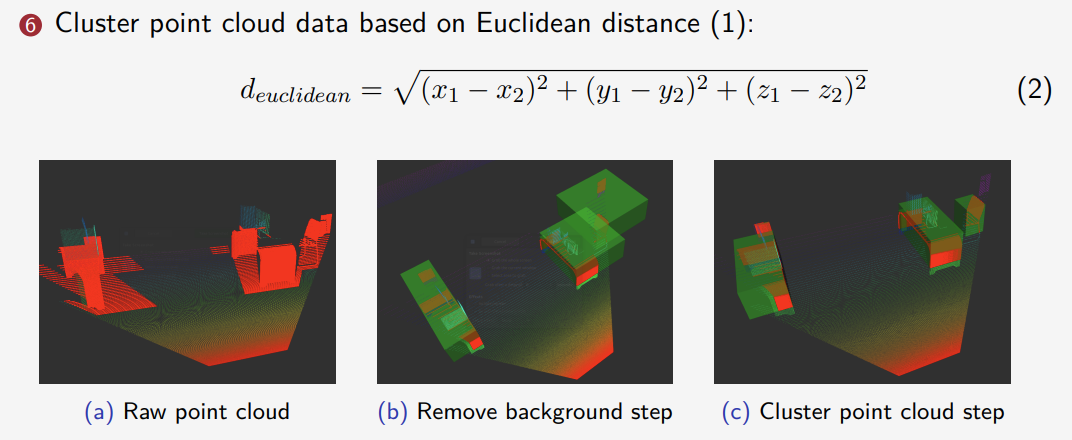 6 Cluster point cloud data based on Euclidean distance (1):
d_{euclidean} = \sqrt{(x_1 - x_2)^2 + (y_1 - y_2)^2 + (z_1 - z_2)^2} (2)
(a) Raw point cloud (b) Remove background step (c) Cluster point cloud step